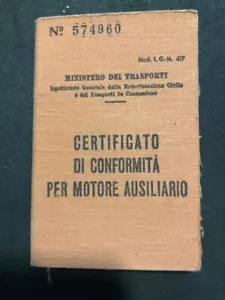 Nº 574960
Mod. I. G. M. 417
MINISTERO DEI TRASPORTI
Ispettorato Generale della Motorizzazione Civile
e dei Trasporti in Concessione
CERTIFICATO
DI CONFORMITÀ
PER MOTORE AUSILIARIO